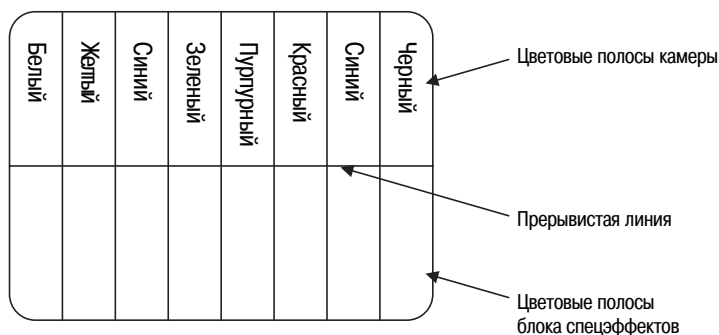 Белый
Желтый
Синий
Зеленый
Пурпурный
Красный
Синий
Черный
Цветовые полосы камеры
Прерывистая линия
Цветовые полосы
блока спецэффектов